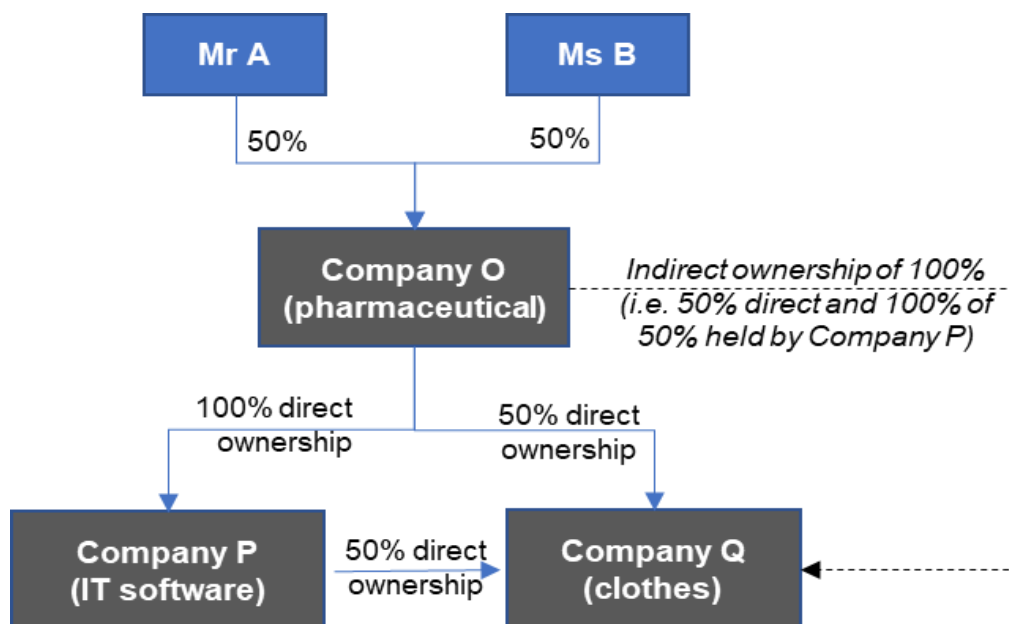 Mr A
Ms B
50%
50%
Company O
(pharmaceutical)
Indirect ownership of 100%
(i.e. 50% direct and 100% of
50% held by Company P)
100% direct
ownership
50% direct
ownership
Company P
(IT software)
50% direct
ownership
Company Q
(clothes)